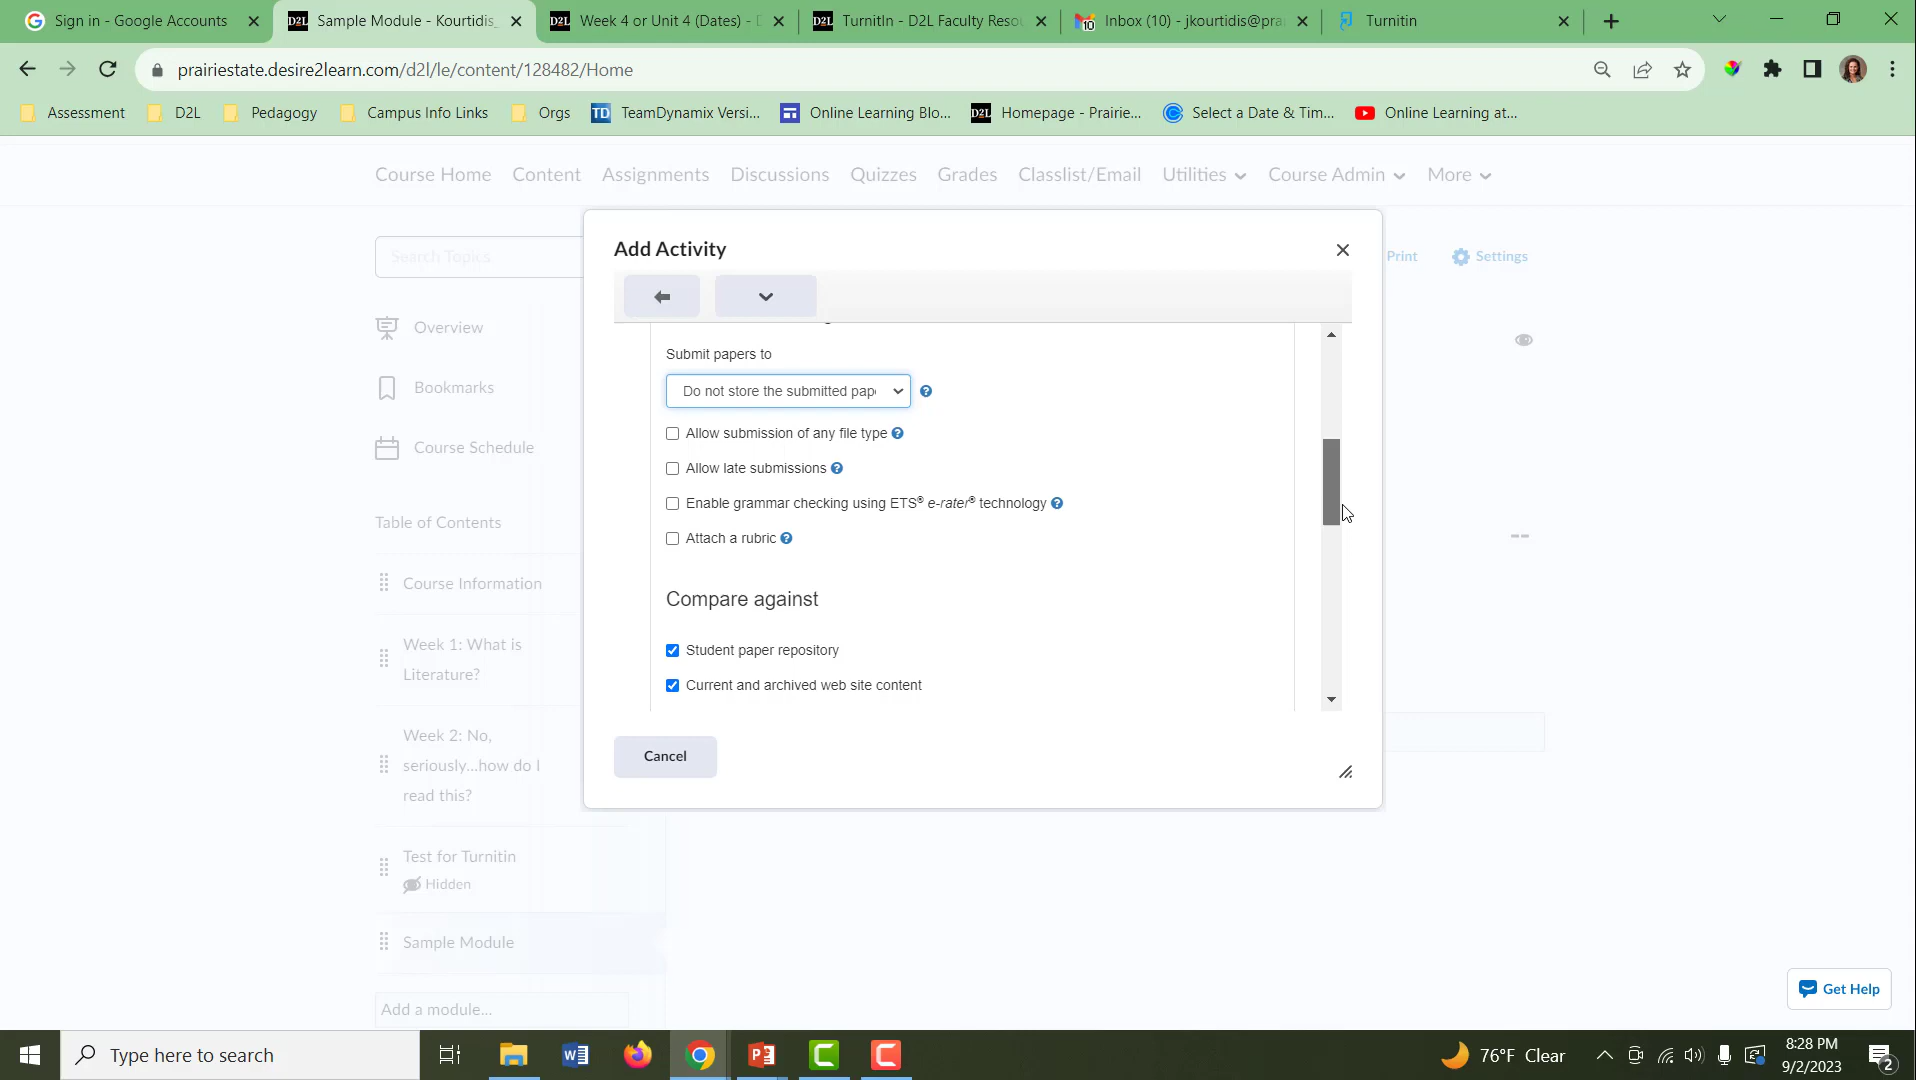 Sign in - Google Accounts
Sample Module - Kourtidis_
Week 4 or Unit 4 (Dates) - D
TurnitIn - D2L Faculty Resou
Inbox (10) - jkourtidis@prai
Turnitin
prairiestate.desire2learn.com/d2l/le/content/128482/Home
Assessment
D2L
Pedagogy
Campus Info Links
Orgs
TD TeamDynamix Versi...
Online Learning Blo...
D2L Homepage - Prairie...
Select a Date & Tim...
Online Learning at...
Course Home
Content
Assignments
Discussions
Quizzes
Grades
Classlist/Email
Utilities
Course Admin
More
Search Topics
Add Activity
Print
Settings
Overview
Bookmarks
Course Schedule
Table of Contents
Course Information
Week 1: What is
Literature?
Week 2: No,
seriously...how do I
read this?
Test for Turnitin
Hidden
Sample Module
Add a module...
Submit papers to
Do not store the submitted pap
Allow submission of any file type
Allow late submissions
Enable grammar checking using ETS® e-rater® technology
Attach a rubric
Compare against
Student paper repository
Current and archived web site content
Cancel
Get Help
Type here to search
76°F Clear
8:28 PM
9/2/2023
2